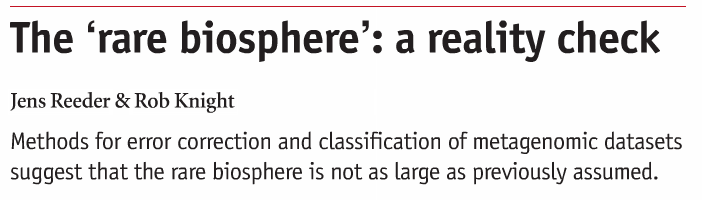 The ‘rare biosphere’: a reality check
Jens Reeder & Rob Knight
Methods for error correction and classification of metagenomic datasets
suggest that the rare biosphere is not as large as previously assumed.